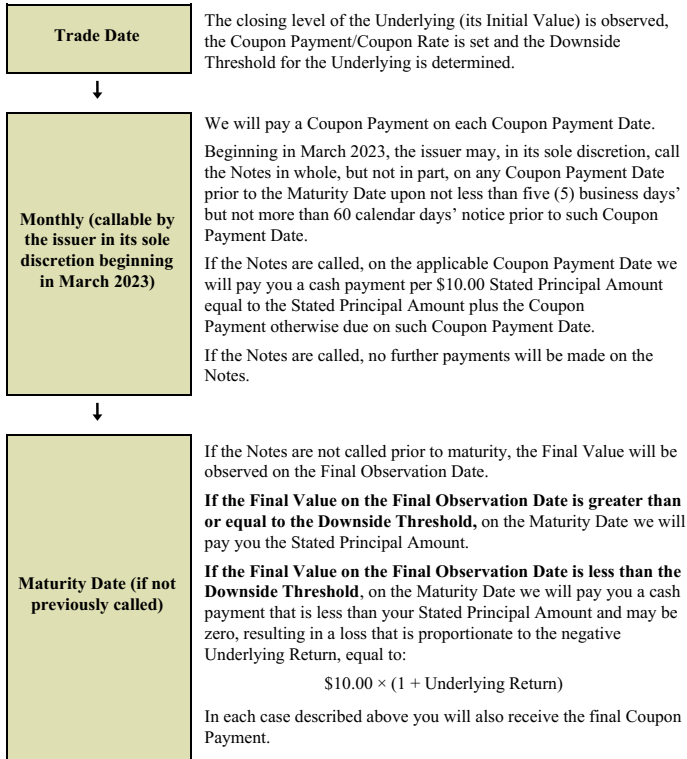 Trade Date
The closing level of the Underlying (its Initial Value) is observed,
the Coupon Payment/Coupon Rate is set and the Downside
Threshold for the Underlying is determined.
Monthly (callable by
the issuer in its sole
discretion beginning
in March 2023)
We will pay a Coupon Payment on each Coupon Payment Date.
Beginning in March 2023, the issuer may, in its sole discretion, call
the Notes in whole, but not in part, on any Coupon Payment Date
prior to the Maturity Date upon not less than five (5) business days’
but not more than 60 calendar days’ notice prior to such Coupon
Payment Date.
If the Notes are called, on the applicable Coupon Payment Date we
will pay you a cash payment per $10.00 Stated Principal Amount
equal to the Stated Principal Amount plus the Coupon
Payment otherwise due on such Coupon Payment Date.
If the Notes are called, no further payments will be made on the
Notes.
Maturity Date (if not
previously called)
If the Notes are not called prior to maturity, the Final Value will be
observed on the Final Observation Date.
If the Final Value on the Final Observation Date is greater than
or equal to the Downside Threshold, on the Maturity Date we will
pay you the Stated Principal Amount.
If the Final Value on the Final Observation Date is less than the
Downside Threshold, on the Maturity Date we will pay you a cash
payment that is less than your Stated Principal Amount and may be
zero, resulting in a loss that is proportionate to the negative
Underlying Return, equal to:
$10.00 × (1 + Underlying Return)
In each case described above you will also receive the final Coupon
Payment.